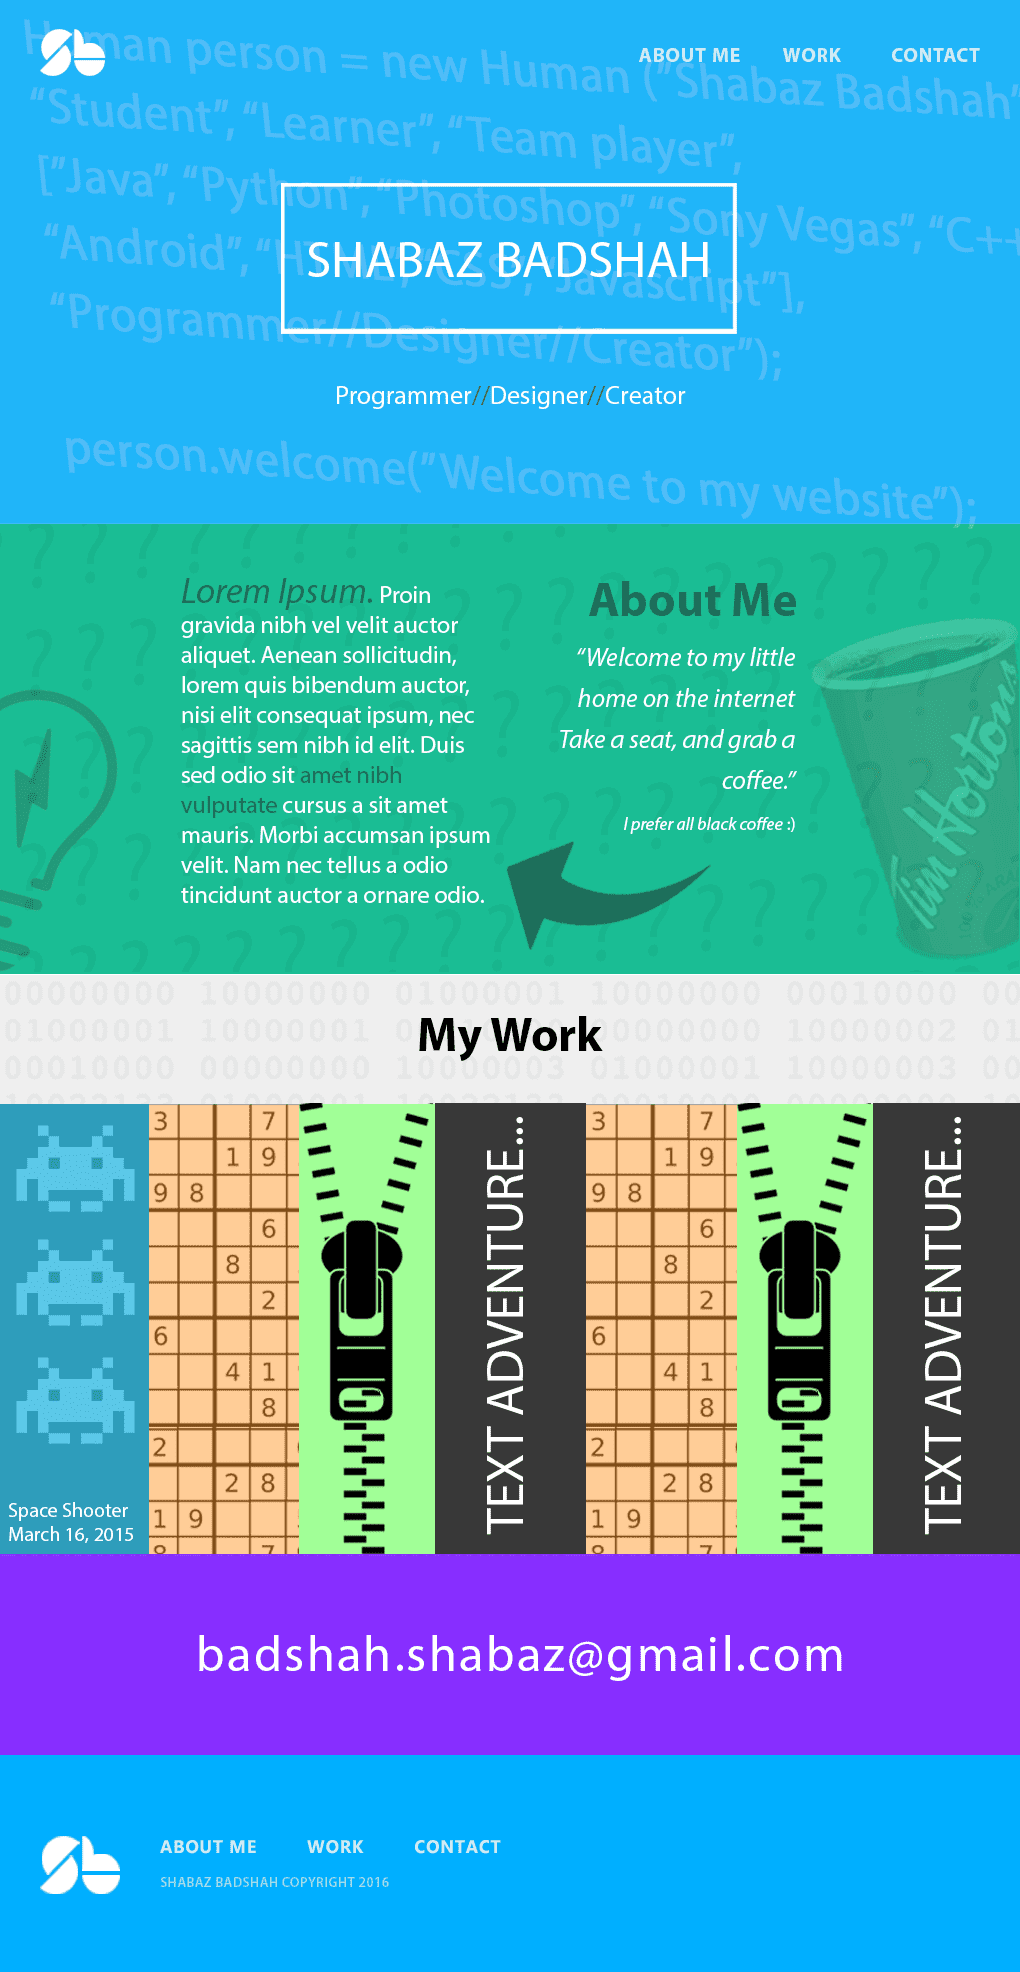 Human person = new Human ("Shabaz Badshah"
ABOUT ME WORK CONTACT
“Student”, “Learner”, “Team player”,
["Java”, “Python”, “Photoshop”, “Sony Vegas”, “C++
“Android”, “HTML”, “CSS”, “Javascript"],
“Programmer//Designer//Creator”);
SHABAZ BADSHAH
Programmer//Designer//Creator
person.welcome(”Welcome to my website”);
Lorem Ipsum. Proin
gravida nibh vel velit auctor
aliquet. Aenean sollicitudin,
lorem quis bibendum auctor,
nisi elit consequat ipsum, nec
sagittis sem nibh id elit. Duis
sed odio sit amet nibh
vulputate cursus a sit amet
mauris. Morbi accumsan ipsum
velit. Nam nec tellus a odio
tincidunt auctor a ornare odio.
About Me
“Welcome to my little
home on the internet
Take a seat, and grab a
coffee.”
I prefer all black coffee :)
Tim Hortons
00000000 10000000 01000001 10000000 00010000 00
01000001 10000001
My Work
00010000 00000000 10000003 01000001 10000003 00
3 7
1 9
9 8
6
8
2
6
4 1
8
2
2 8
1 9
8 7
TEXT ADVENTURE...
3 7
1 9
9 8
6
8
2
6
4 1
8
2
2 8
1 9
8 7
TEXT ADVENTURE...
Space Shooter
March 16, 2015
badshah.shabaz@gmail.com
ABOUT ME WORK CONTACT
SHABAZ BADSHAH COPYRIGHT 2016